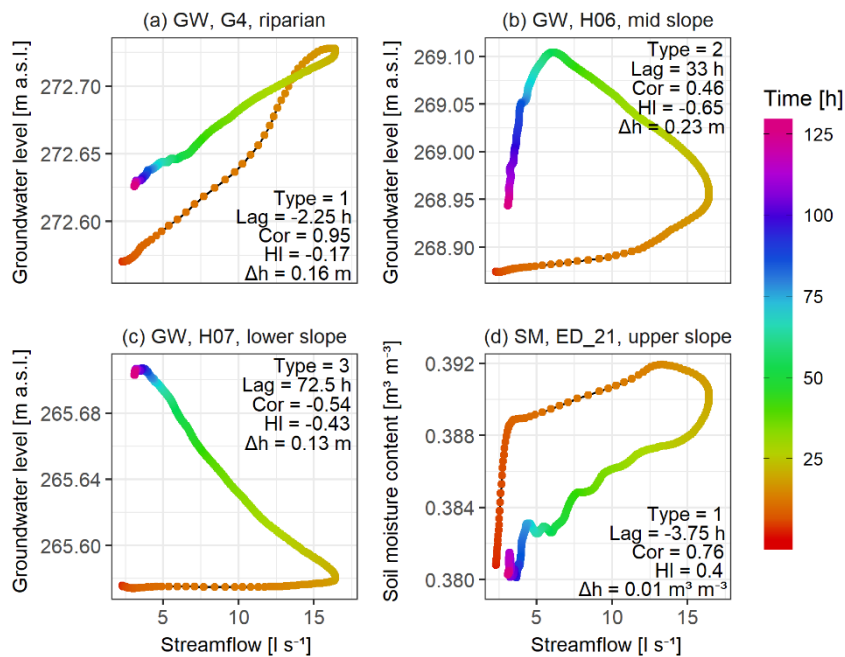 (a) GW, G4, riparian
Groundwater level [m a.s.l.]
272.70
272.65
272.60
Type = 1
Lag = -2.25 h
Cor = 0.95
HI = -0.17
Δh = 0.16 m
(b) GW, H06, mid slope
Groundwater level [m a.s.l.]
269.10
269.05
269.00
268.95
268.90
Type = 2
Lag = 33 h
Cor = 0.46
HI = -0.65
Δh = 0.23 m
Time [h]
125
100
75
50
25
(c) GW, H07, lower slope
Groundwater level [m a.s.l.]
265.68
265.64
265.60
Type = 3
Lag = 72.5 h
Cor = -0.54
HI = -0.43
Δh = 0.13 m
5 10 15
Streamflow [l s⁻¹]
(d) SM, ED_21, upper slope
Soil moisture content [m³ m⁻³]
0.392
0.388
0.384
0.380
Type = 1
Lag = -3.75 h
Cor = 0.76
HI = 0.4
Δh = 0.01 m³ m⁻³
5 10 15
Streamflow [l s⁻¹]